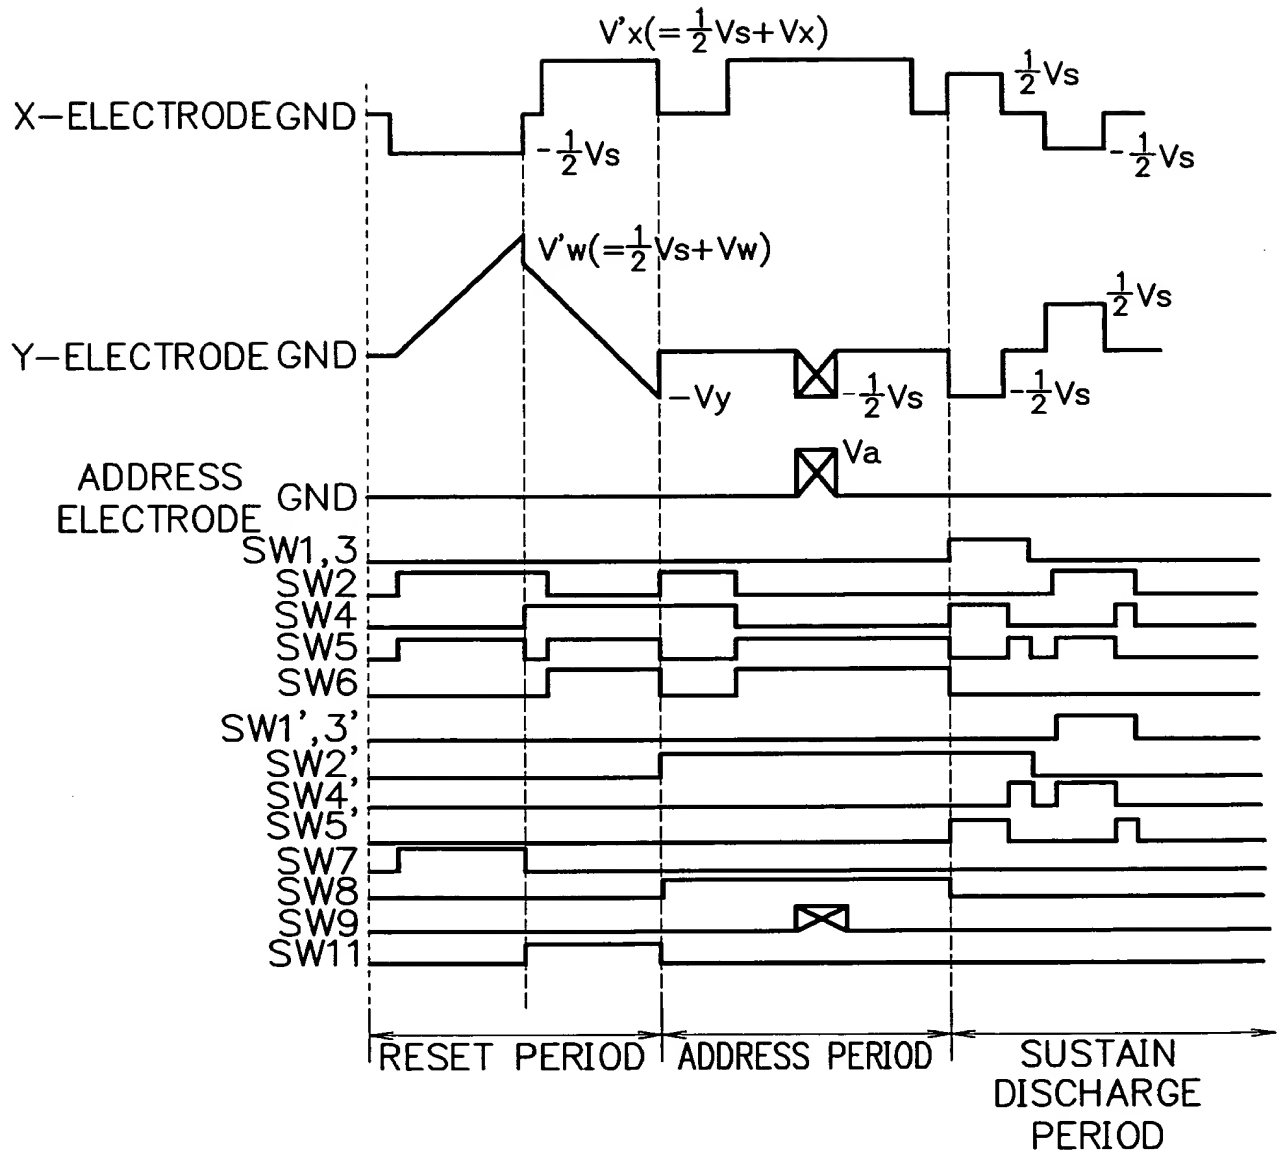 V'x(=1/2Vs+Vx)
1/2Vs
X-ELECTRODE GND
-1/2Vs
-1/2Vs
V'w(=1/2Vs+Vw)
1/2Vs
Y-ELECTRODE GND
-Vy
-1/2Vs
-1/2Vs
Va
ADDRESS
ELECTRODE
GND
SW1,3
SW2
SW4
SW5
SW6
SW1',3'
SW2'
SW4'
SW5'
SW7
SW8
SW9
SW11
RESET PERIOD
ADDRESS PERIOD
SUSTAIN
DISCHARGE
PERIOD